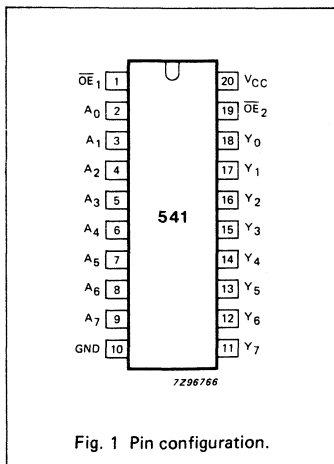 OE1 1 20 VCC
A0 2 19 OE2
A1 3 18 Y0
A2 4 17 Y1
A3 5 16 Y2
541
A4 6 15 Y3
A5 7 14 Y4
A6 8 13 Y5
A7 9 12 Y6
GND 10 11 Y7
7Z96766
Fig. 1 Pin configuration.